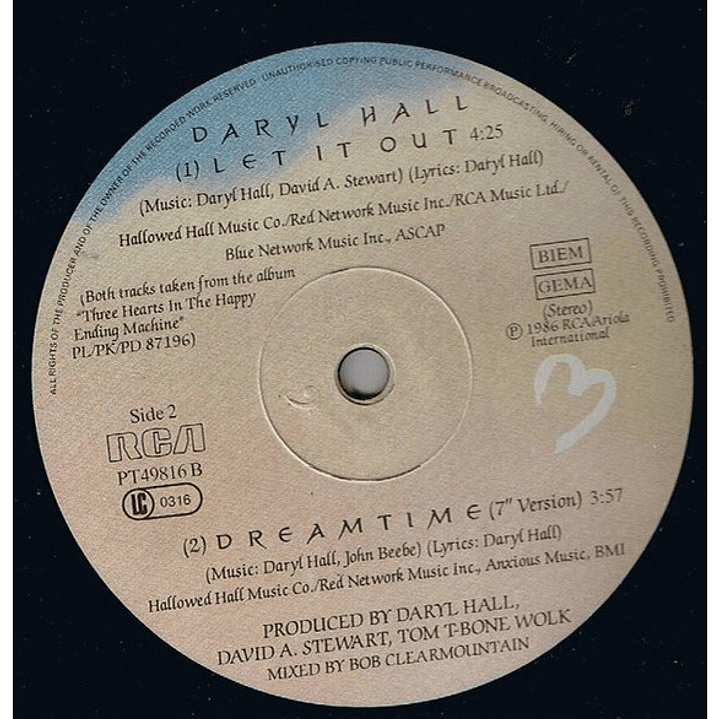 ALL RIGHTS OF THE PRODUCER AND OF THE OWNER OF THE RECORDED WORK RESERVED · UNAUTHORISED COPYING PUBLIC PERFORMANCE BROADCASTING, HIRING OR RENTAL OF THIS RECORDING PROHIBITED
DARYL HALL
(1) LET IT OUT 4:25
(Music: Daryl Hall, David A. Stewart) (Lyrics: Daryl Hall)
Hallowed Hall Music Co./Red Network Music Inc./RCA Music Ltd./
Blue Network Music Inc., ASCAP
(Both tracks taken from the album
"Three Hearts In The Happy
Ending Machine"
PL/PK/PD 87196)
BIEM
GEMA
(Stereo)
Ⓟ 1986 RCA/Ariola
International
Side 2
RCA
PT49816 B
LC 0316
(2) DREAMTIME (7" Version) 3:57
(Music: Daryl Hall, John Beebe) (Lyrics: Daryl Hall)
Hallowed Hall Music Co./Red Network Music Inc., Anxious Music, BMI
PRODUCED BY DARYL HALL,
DAVID A. STEWART, TOM T-BONE WOLK
MIXED BY BOB CLEARMOUNTAIN